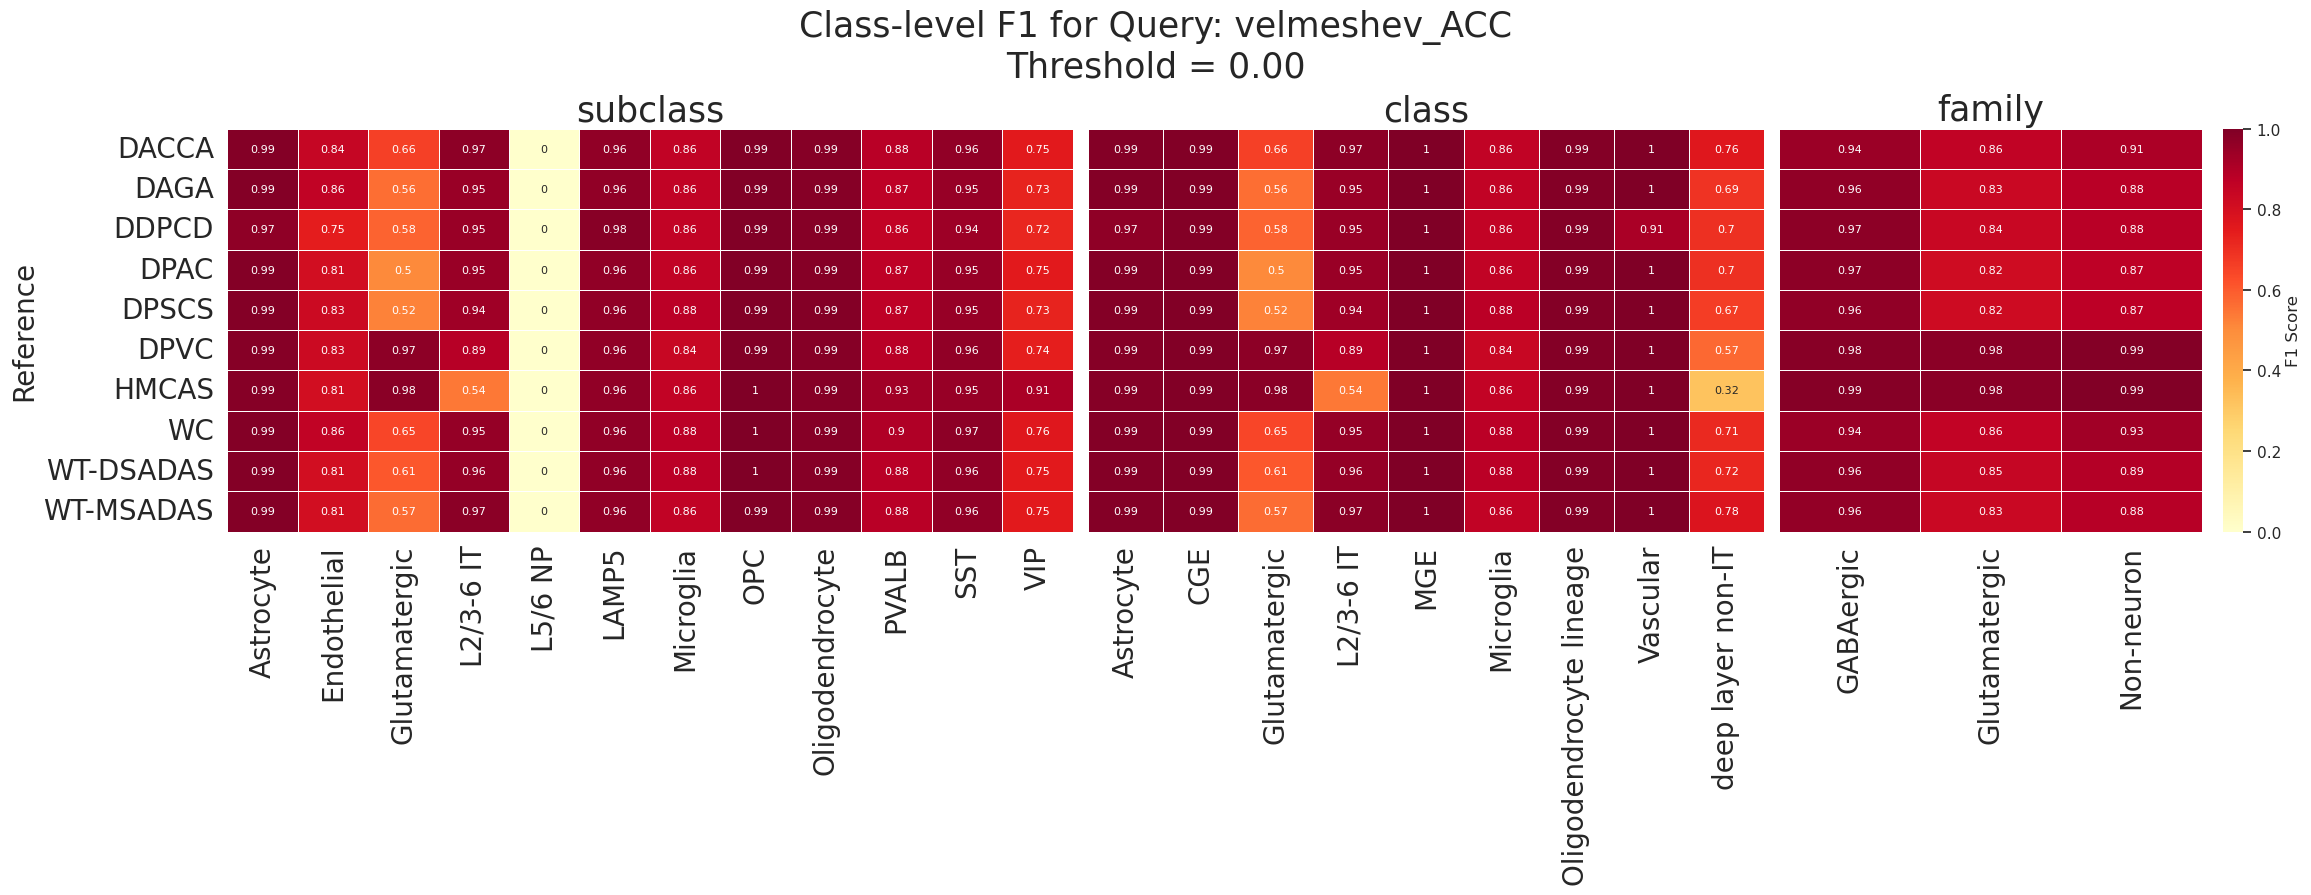 Class-level F1 for Query: velmeshev_ACC
Threshold = 0.00
subclass class family
Reference
DACCA 0.99 0.84 0.66 0.97 0 0.96 0.86 0.99 0.99 0.88 0.96 0.75 0.99 0.99 0.66 0.97 1 0.86 0.99 1 0.76 0.94 0.86 0.91
DAGA 0.99 0.86 0.56 0.95 0 0.96 0.86 0.99 0.99 0.87 0.95 0.73 0.99 0.99 0.56 0.95 1 0.86 0.99 1 0.69 0.96 0.83 0.88
DDPCD 0.97 0.75 0.58 0.95 0 0.98 0.86 0.99 0.99 0.86 0.94 0.72 0.97 0.99 0.58 0.95 1 0.86 0.99 0.91 0.7 0.97 0.84 0.88
DPAC 0.99 0.81 0.5 0.95 0 0.96 0.86 0.99 0.99 0.87 0.95 0.75 0.99 0.99 0.5 0.95 1 0.86 0.99 1 0.7 0.97 0.82 0.87
DPSCS 0.99 0.83 0.52 0.94 0 0.96 0.88 0.99 0.99 0.87 0.95 0.73 0.99 0.99 0.52 0.94 1 0.88 0.99 1 0.67 0.96 0.82 0.87
DPVC 0.99 0.83 0.97 0.89 0 0.96 0.84 0.99 0.99 0.88 0.96 0.74 0.99 0.99 0.97 0.89 1 0.84 0.99 1 0.57 0.98 0.98 0.99
HMCAS 0.99 0.81 0.98 0.54 0 0.96 0.86 1 0.99 0.93 0.95 0.91 0.99 0.99 0.98 0.54 1 0.86 0.99 1 0.32 0.99 0.98 0.99
WC 0.99 0.86 0.65 0.95 0 0.96 0.88 1 0.99 0.9 0.97 0.76 0.99 0.99 0.65 0.95 1 0.88 0.99 1 0.71 0.94 0.86 0.93
WT-DSADAS 0.99 0.81 0.61 0.96 0 0.96 0.88 1 0.99 0.88 0.96 0.75 0.99 0.99 0.61 0.96 1 0.88 0.99 1 0.72 0.96 0.85 0.89
WT-MSADAS 0.99 0.81 0.57 0.97 0 0.96 0.86 0.99 0.99 0.88 0.96 0.75 0.99 0.99 0.57 0.97 1 0.86 0.99 1 0.78 0.96 0.83 0.88
Astrocyte
Endothelial
Glutamatergic
L2/3-6 IT
L5/6 NP
LAMP5
Microglia
OPC
Oligodendrocyte
PVALB
SST
VIP
Astrocyte
CGE
Glutamatergic
L2/3-6 IT
MGE
Microglia
Oligodendrocyte lineage
Vascular
deep layer non-IT
GABAergic
Glutamatergic
Non-neuron
1.0
0.8
0.6
0.4
0.2
0.0
F1 Score